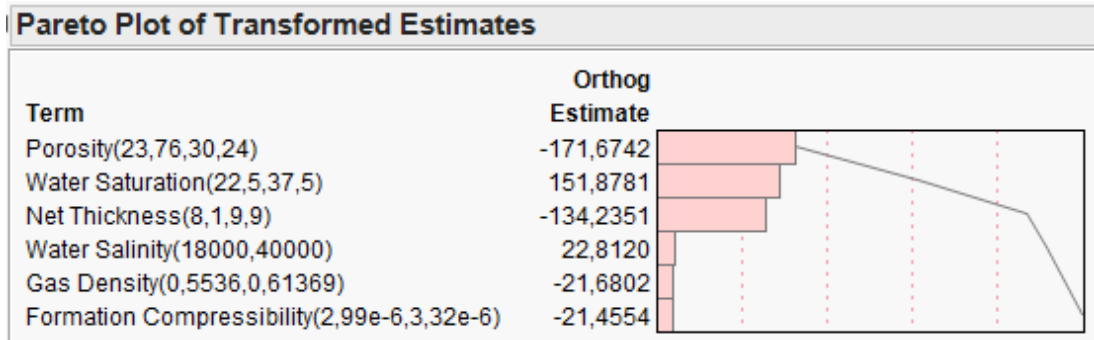 Pareto Plot of Transformed Estimates
Orthog
Term Estimate
Porosity(23,76,30,24) -171,6742
Water Saturation(22,5,37,5) 151,8781
Net Thickness(8,1,9,9) -134,2351
Water Salinity(18000,40000) 22,8120
Gas Density(0,5536,0,61369) -21,6802
Formation Compressibility(2,99e-6,3,32e-6) -21,4554